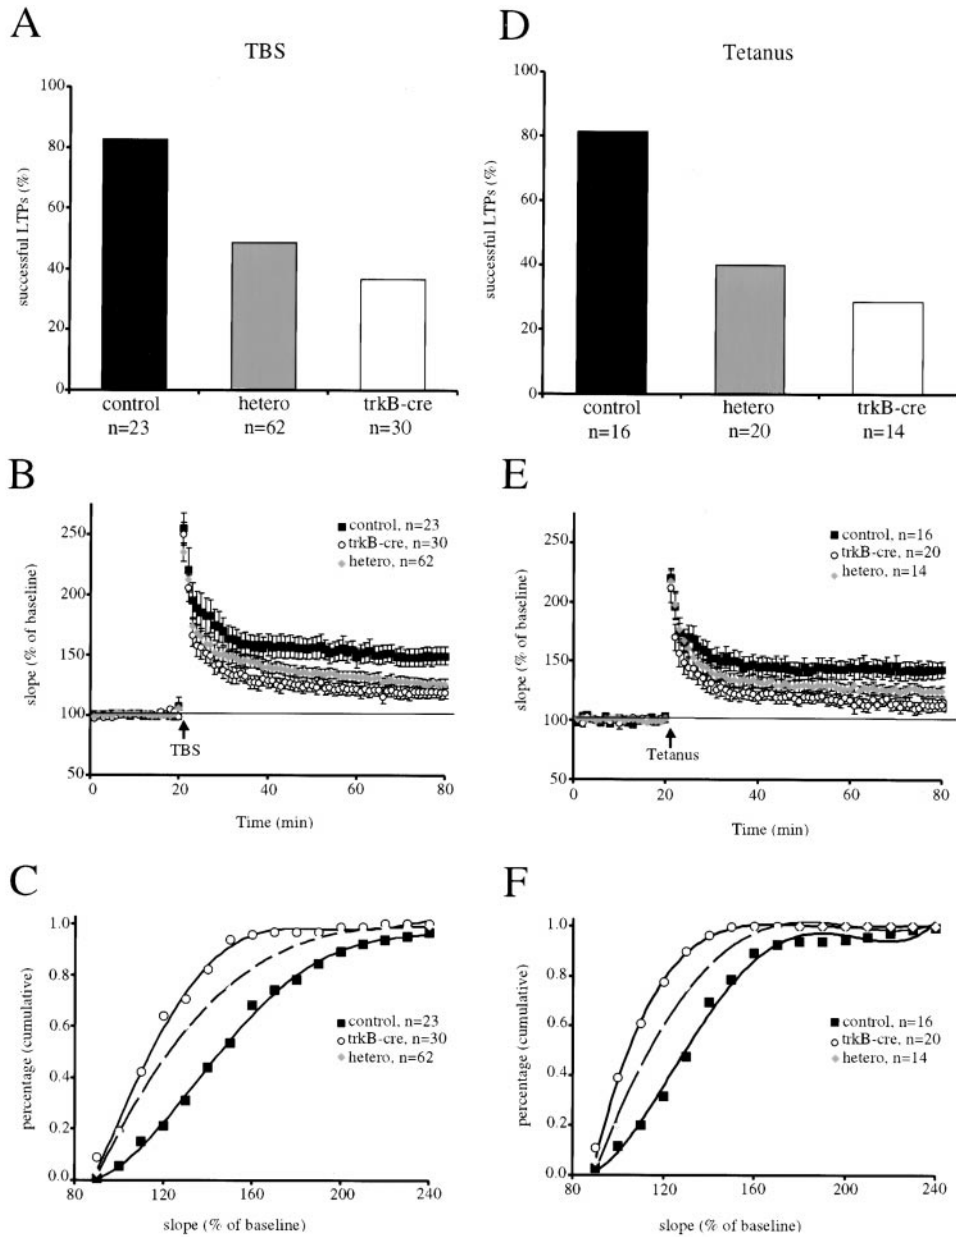 A
TBS
successful LTPs (%)
100
80
60
40
20
0
control hetero trkB-cre
n=23 n=62 n=30
D
Tetanus
successful LTPs (%)
100
80
60
40
20
0
control hetero trkB-cre
n=16 n=20 n=14
B
slope (% of baseline)
250
200
150
100
50
control, n=23
trkB-cre, n=30
hetero, n=62
TBS
0 20 40 60 80
Time (min)
E
slope (% of baseline)
250
200
150
100
50
control, n=16
trkB-cre, n=20
hetero, n=14
Tetanus
0 20 40 60 80
Time (min)
C
percentage (cumulative)
1.0
0.8
0.6
0.4
0.2
0.0
control, n=23
trkB-cre, n=30
hetero, n=62
80 120 160 200 240
slope (% of baseline)
F
percentage (cumulative)
1.0
0.8
0.6
0.4
0.2
0.0
control, n=16
trkB-cre, n=20
hetero, n=14
80 120 160 200 240
slope (% of baseline)